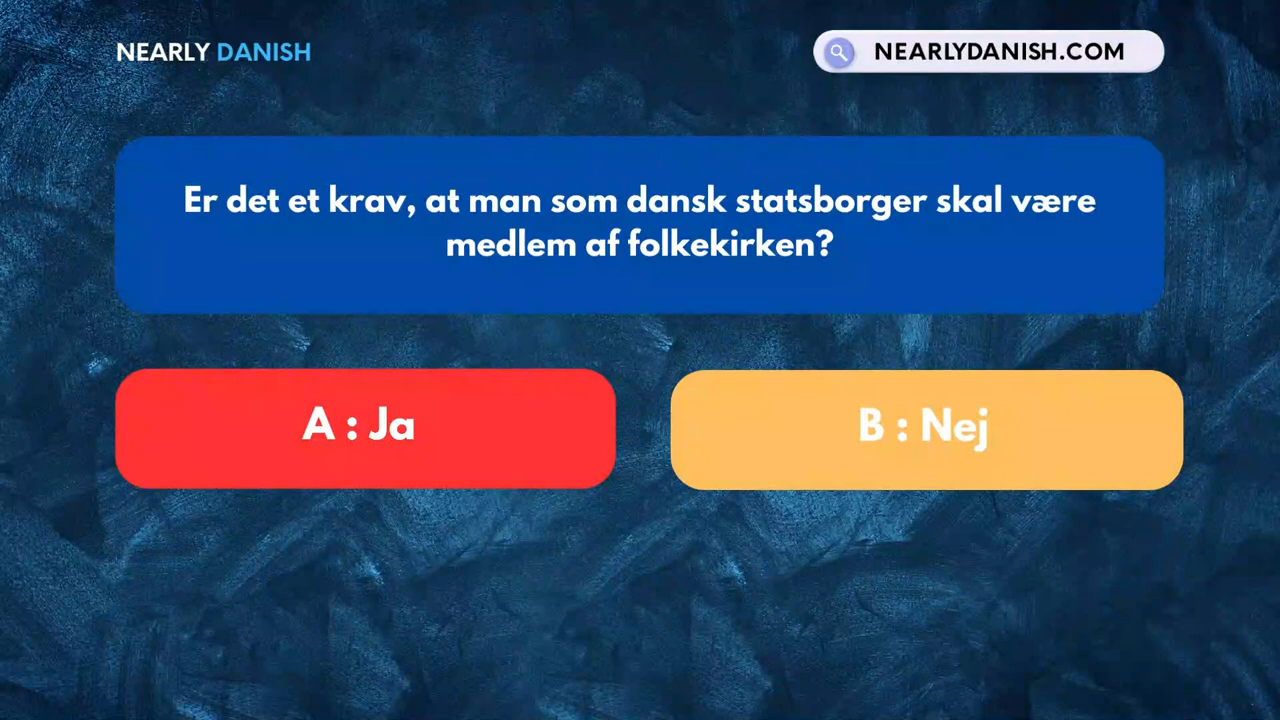 NEARLY DANISH
NEARLYDANISH.COM
Er det et krav, at man som dansk statsborger skal være
medlem af folkekirken?
A : Ja
B : Nej